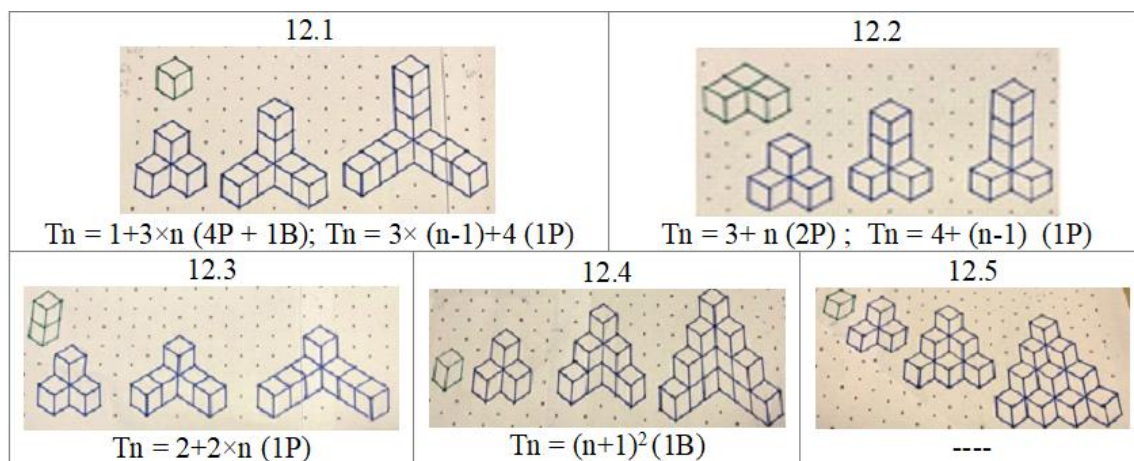 12.1
12.2
Tn = 1+3×n (4P + 1B); Tn = 3× (n-1)+4 (1P)
Tn = 3+ n (2P) ; Tn = 4+ (n-1) (1P)
12.3
12.4
12.5
Tn = 2+2×n (1P)
Tn = (n+1)² (1B)
----